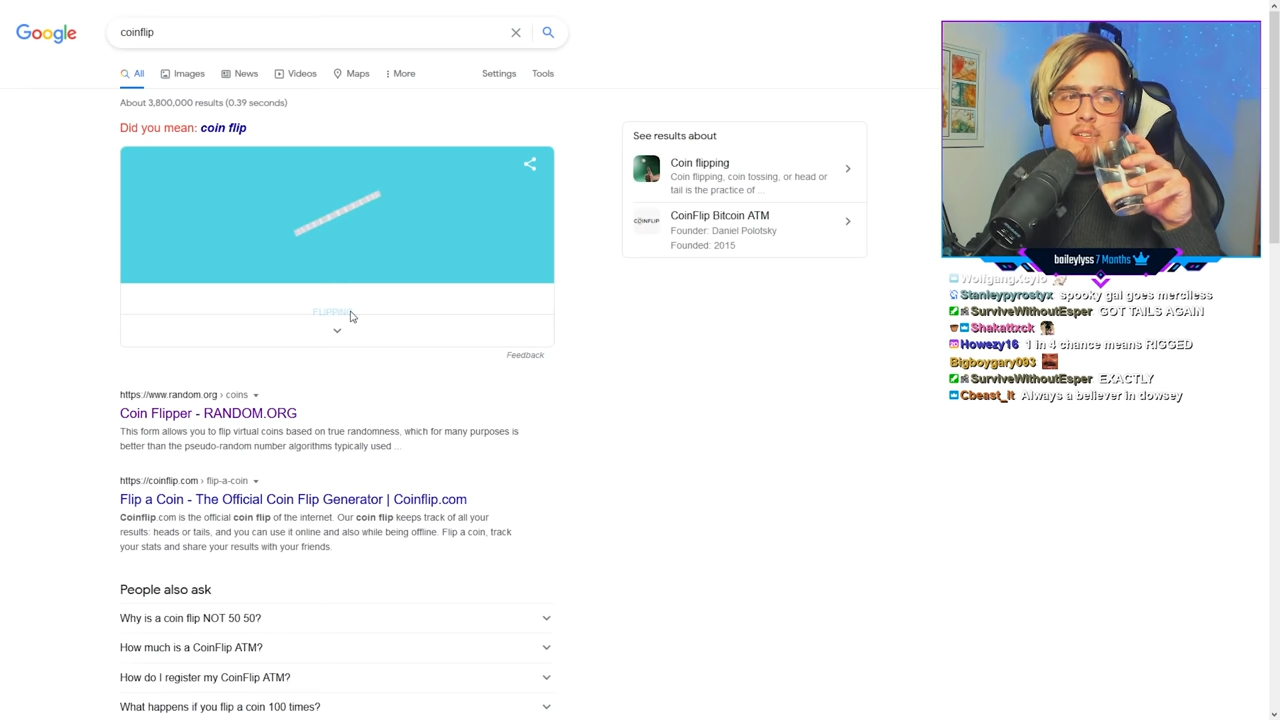 Google
coinflip
All
Images
News
Videos
Maps
More
Settings
Tools
About 3,800,000 results (0.39 seconds)
Did you mean: coin flip
FLIPPING
Feedback
https://www.random.org › coins
Coin Flipper - RANDOM.ORG
This form allows you to flip virtual coins based on true randomness, which for many purposes is
better than the pseudo-random number algorithms typically used ...
https://coinflip.com › flip-a-coin
Flip a Coin - The Official Coin Flip Generator | Coinflip.com
Coinflip.com is the official coin flip of the internet. Our coin flip keeps track of all your
results: heads or tails, and you can use it online and also while being offline. Flip a coin, track
your stats and share your results with your friends.
People also ask
Why is a coin flip NOT 50 50?
How much is a CoinFlip ATM?
How do I register my CoinFlip ATM?
What happens if you flip a coin 100 times?
See results about
Coin flipping
Coin flipping, coin tossing, or head or
tail is the practice of ...
COINFLIP
CoinFlip Bitcoin ATM
Founder: Daniel Polotsky
Founded: 2015
baileylyss 7 Months
WolfgangXcylo
Stanleypyrostyx spooky gal goes merciless
SurviveWithoutEsper GOT TAILS AGAIN
Shakattxck
Howezy16 1 in 4 chance means RIGGED
Bigboygary093
SurviveWithoutEsper EXACTLY
Cbeast_it Always a believer in dowsey